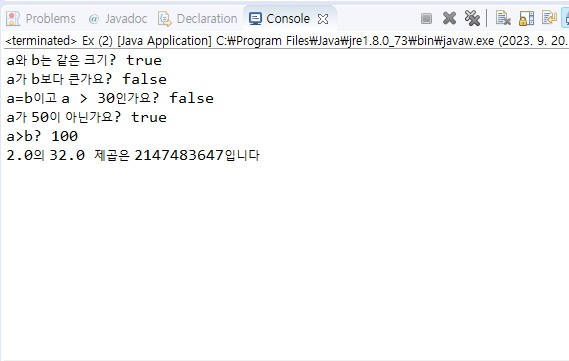 Problems @ Javadoc Declaration Console
<terminated> Ex (2) [Java Application] C:₩Program Files₩Java₩jre1.8.0_73₩bin₩javaw.exe (2023. 9. 20.
a와 b는 같은 크기? true
a가 b보다 큰가요? false
a=b이고 a > 30인가요? false
a가 50이 아닌가요? true
a>b? 100
2.0의 32.0 제곱은 2147483647입니다